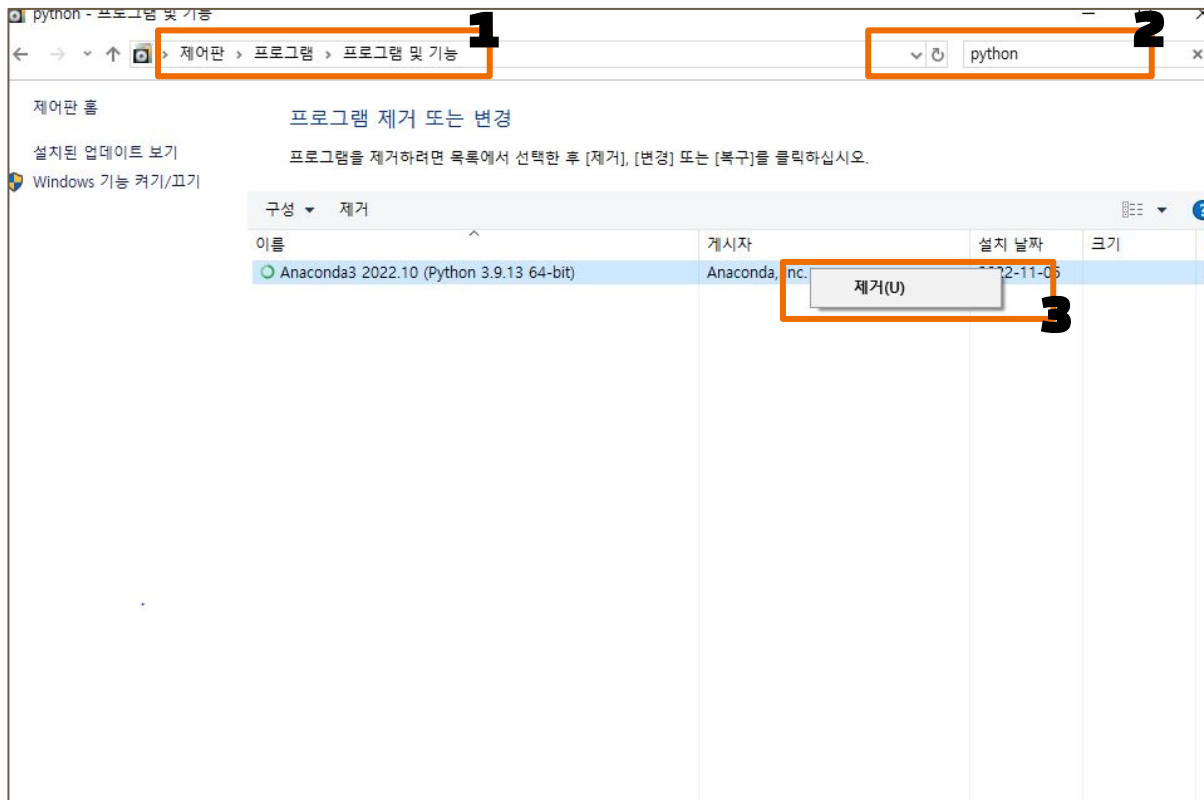 python - 프로그램 및 기능
1
2
제어판 › 프로그램 › 프로그램 및 기능
python
제어판 홈
설치된 업데이트 보기
Windows 기능 켜기/끄기
프로그램 제거 또는 변경
프로그램을 제거하려면 목록에서 선택한 후 [제거], [변경] 또는 [복구]를 클릭하십시오.
구성 제거
이름 게시자 설치 날짜 크기
Anaconda3 2022.10 (Python 3.9.13 64-bit) Anaconda, Inc.
제거(U)
3